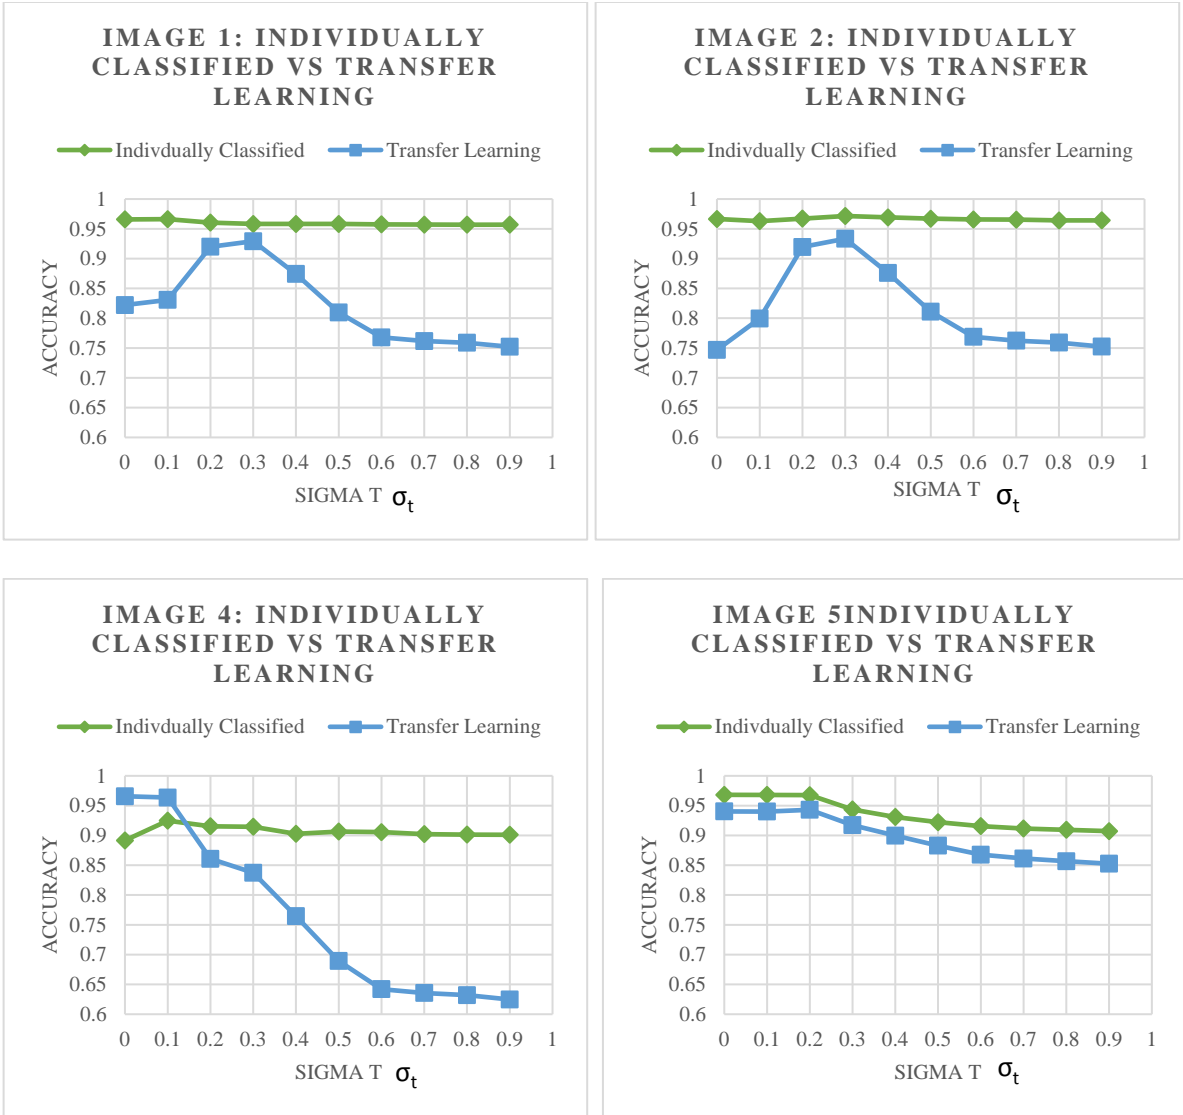 IMAGE 1: INDIVIDUALLY
CLASSIFIED VS TRANSFER
LEARNING
Indivdually Classified Transfer Learning
1
0.95
0.9
0.85
0.8
0.75
0.7
0.65
0.6
ACCURACY
0 0.1 0.2 0.3 0.4 0.5 0.6 0.7 0.8 0.9 1
SIGMA T σt
IMAGE 2: INDIVIDUALLY
CLASSIFIED VS TRANSFER
LEARNING
Indivdually Classified Transfer Learning
1
0.95
0.9
0.85
0.8
0.75
0.7
0.65
0.6
ACCURACY
0 0.1 0.2 0.3 0.4 0.5 0.6 0.7 0.8 0.9 1
SIGMA T σt
IMAGE 4: INDIVIDUALLY
CLASSIFIED VS TRANSFER
LEARNING
Indivdually Classified Transfer Learning
1
0.95
0.9
0.85
0.8
0.75
0.7
0.65
0.6
ACCURACY
0 0.1 0.2 0.3 0.4 0.5 0.6 0.7 0.8 0.9 1
SIGMA T σt
IMAGE 5INDIVIDUALLY
CLASSIFIED VS TRANSFER
LEARNING
Indivdually Classified Transfer Learning
1
0.95
0.9
0.85
0.8
0.75
0.7
0.65
0.6
ACCURACY
0 0.1 0.2 0.3 0.4 0.5 0.6 0.7 0.8 0.9 1
SIGMA T σt